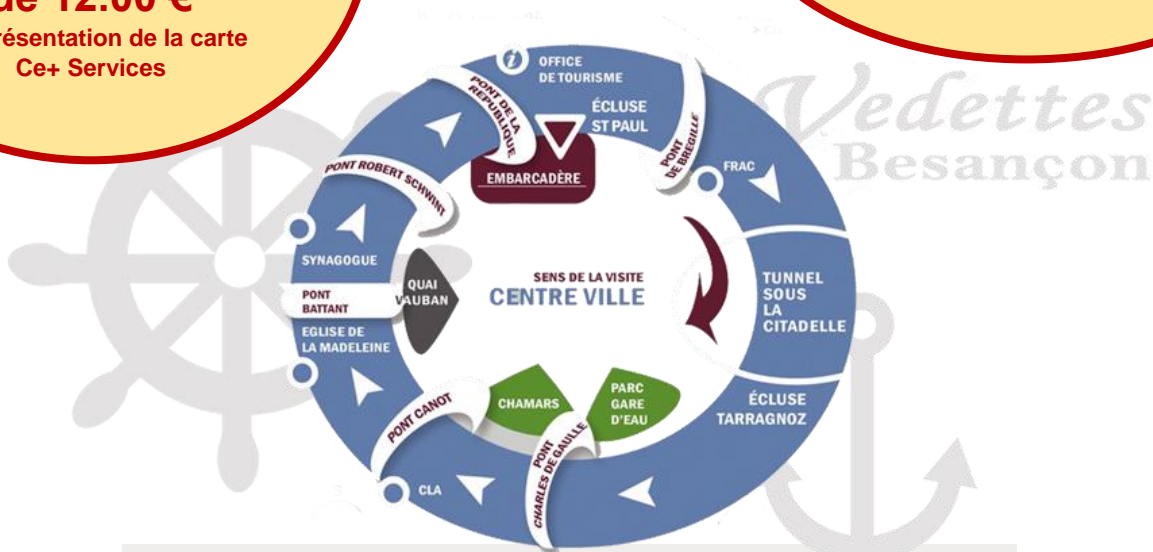 de 12.00 €
résentation de la carte
Ce+ Services
Vedettes
Besançon
OFFICE
DE TOURISME
ÉCLUSE
ST PAUL
PONT DE LA
RÉPUBLIQUE
EMBARCADÈRE
PONT
DE BREGILLE
FRAC
PONT ROBERT SCHWINT
SYNAGOGUE
QUAI
VAUBAN
PONT
BATTANT
EGLISE DE
LA MADELEINE
SENS DE LA VISITE
CENTRE VILLE
TUNNEL
SOUS
LA
CITADELLE
ÉCLUSE
TARRAGNOZ
PARC
GARE
D'EAU
CHAMARS
PONT CANOT
PONT
CHARLES DE GAULLE
CLA